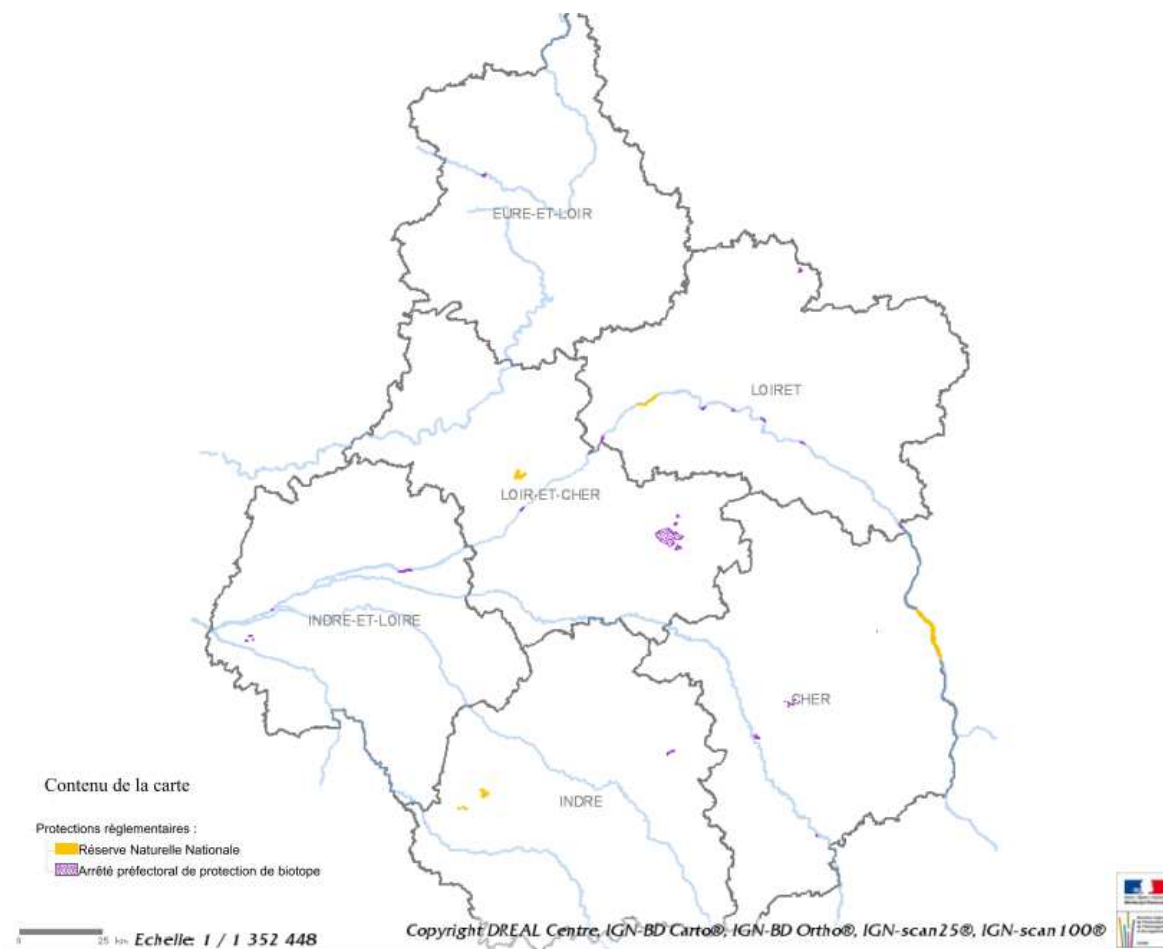 EURE-ET-LOIR
LOIRET
LOIR-ET-CHER
INDRE-ET-LOIRE
CHER
INDRE
Contenu de la carte
Protections règlementaires :
Réserve Naturelle Nationale
Arrêté préfectoral de protection de biotope
0 25 km Echelle: 1 / 1 352 448
Copyright DREAL Centre, IGN-BD Carto®, IGN-BD Ortho®, IGN-scan25®, IGN-scan100®